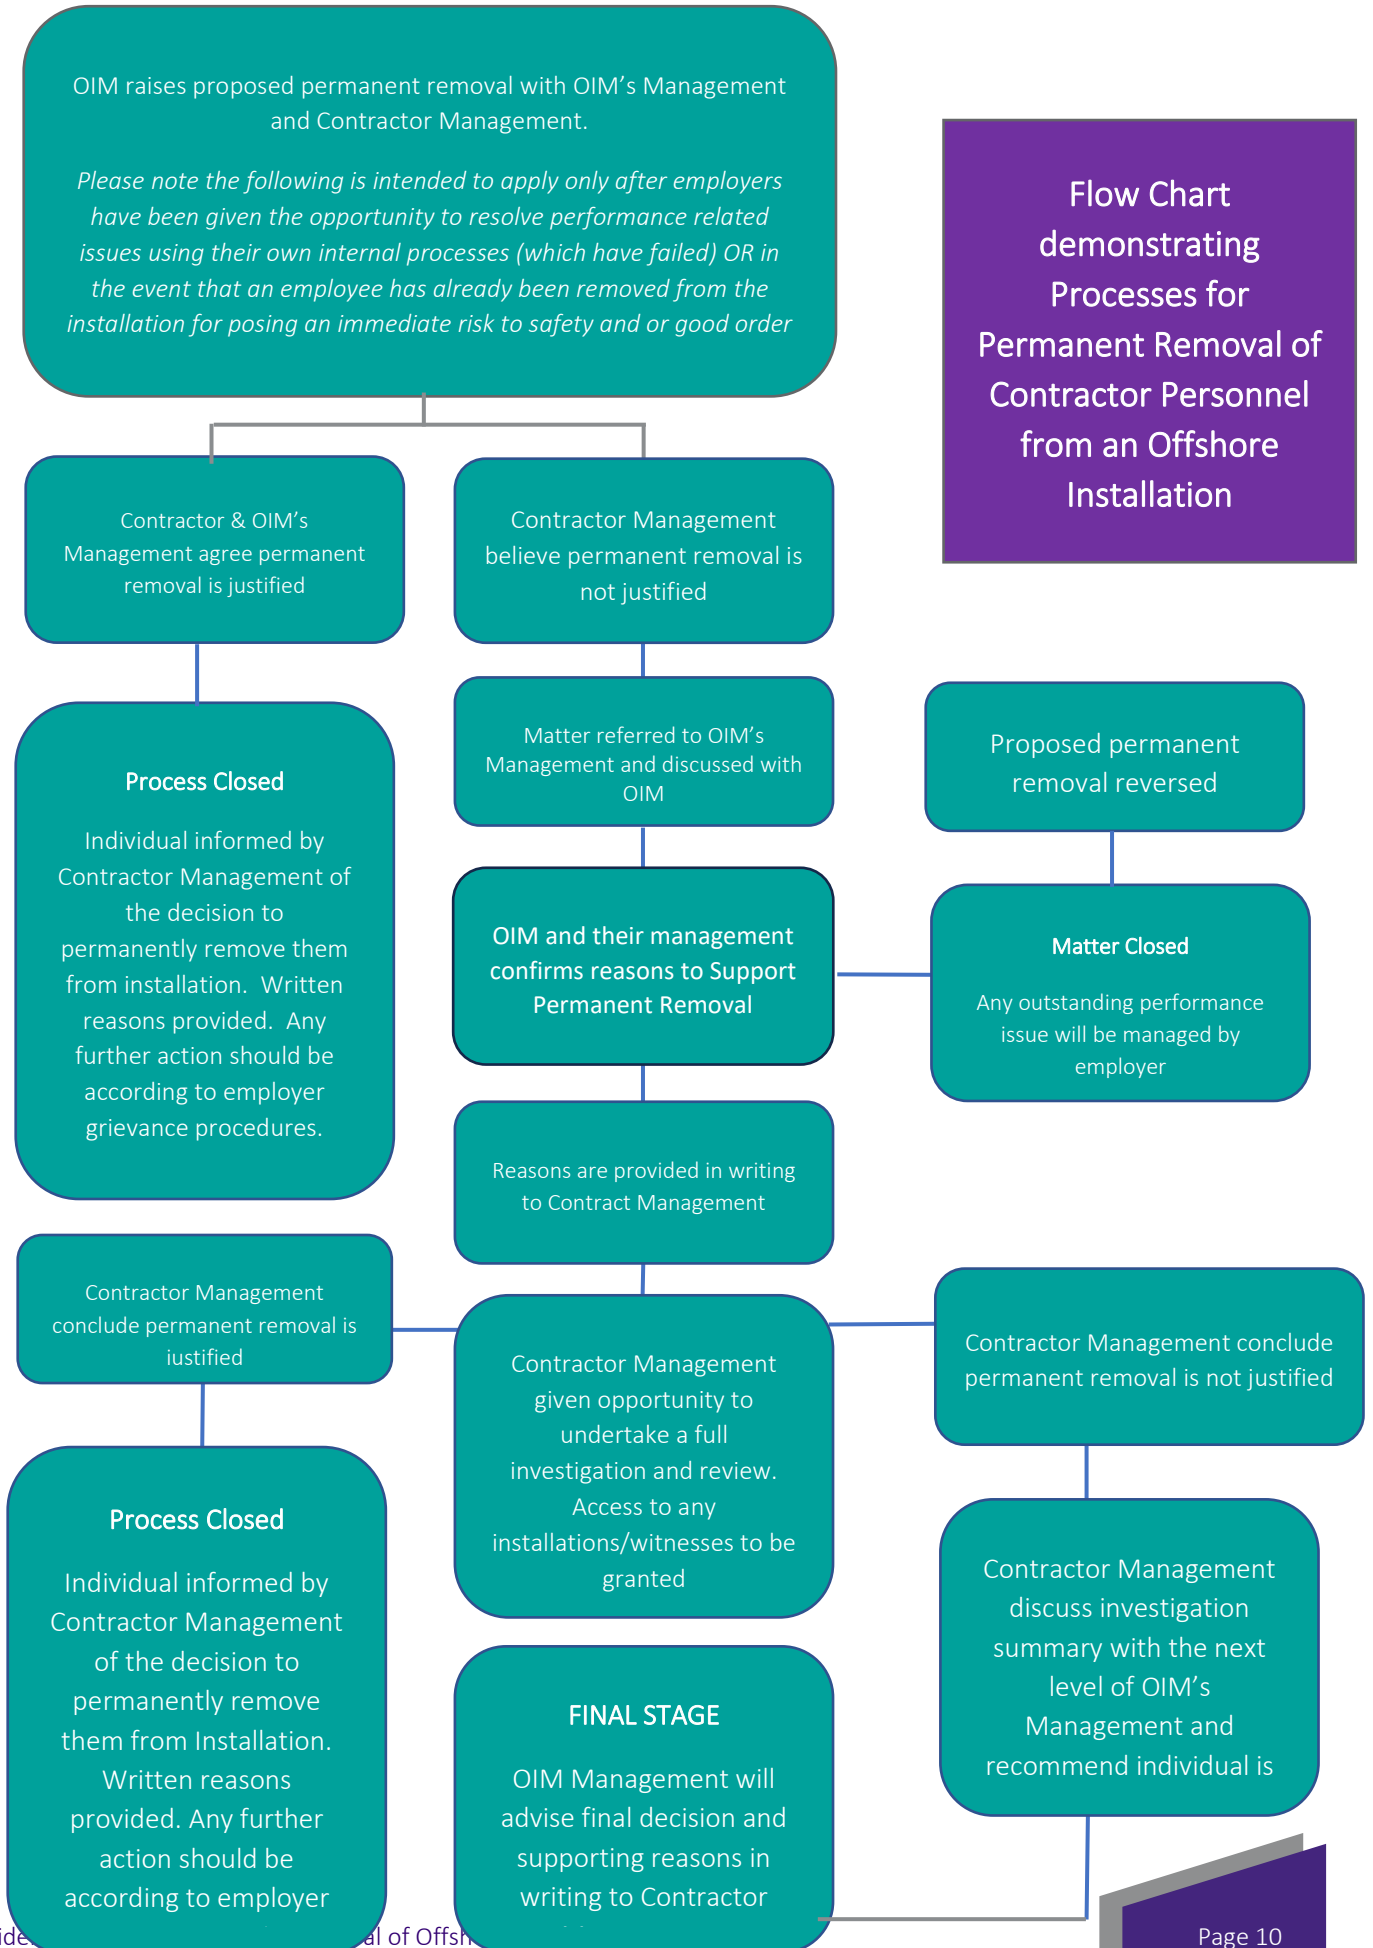 OIM raises proposed permanent removal with OIM’s Management
and Contractor Management.
Please note the following is intended to apply only after employers
have been given the opportunity to resolve performance related
issues using their own internal processes (which have failed) OR in
the event that an employee has already been removed from the
installation for posing an immediate risk to safety and or good order
Flow Chart
demonstrating
Processes for
Permanent Removal of
Contractor Personnel
from an Offshore
Installation
Contractor & OIM’s
Management agree permanent
removal is justified
Contractor Management
believe permanent removal is
not justified
Process Closed
Individual informed by
Contractor Management of
the decision to
permanently remove them
from installation. Written
reasons provided. Any
further action should be
according to employer
grievance procedures.
Matter referred to OIM’s
Management and discussed with
OIM
Proposed permanent
removal reversed
OIM and their management
confirms reasons to Support
Permanent Removal
Matter Closed
Any outstanding performance
issue will be managed by
employer
Reasons are provided in writing
to Contract Management
Contractor Management
conclude permanent removal is
justified
Contractor Management
given opportunity to
undertake a full
investigation and review.
Access to any
installations/witnesses to be
granted
Contractor Management conclude
permanent removal is not justified
Process Closed
Individual informed by
Contractor Management
of the decision to
permanently remove
them from Installation.
Written reasons
provided. Any further
action should be
according to employer
Contractor Management
discuss investigation
summary with the next
level of OIM’s
Management and
recommend individual is
FINAL STAGE
OIM Management will
advise final decision and
supporting reasons in
writing to Contractor
of Offsh
Page 10